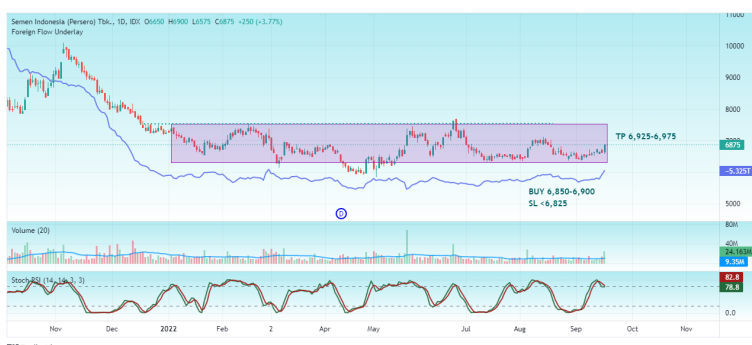 Semen Indonesia (Persero) Tbk., 1D, IDX O6650 H6900 L6575 C6875 +250 (+3.77%)
Foreign Flow Underlay
11000
10000
9000
8000
TP 6,925-6,975
6875
-5.325T
BUY 6,850-6,900
SL <6,825
5000
D
Volume (20)
80M
40M
24.163M
9.35M
Stoch RSI (14, 14, 3, 3)
82.8
78.8
0.0
Nov Dec 2022 Feb 2 Apr May Jul Aug Sep Oct Nov